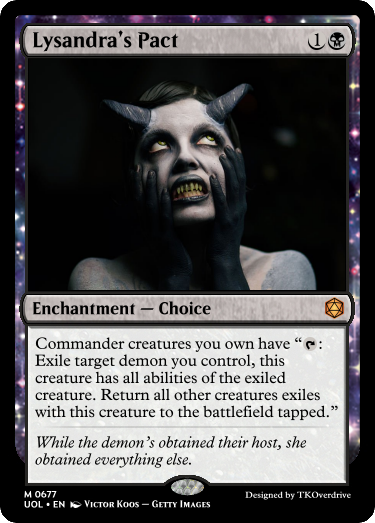 Lysandra's Pact 1
Enchantment — Choice
Commander creatures you own have “:
Exile target demon you control, this
creature has all abilities of the exiled
creature. Return all other creatures exiles
with this creature to the battlefield tapped.”
While the demon's obtained their host, she
obtained everything else.
M 0677
UOL • EN Victor Koos – Getty Images
Designed by TKOverdrive